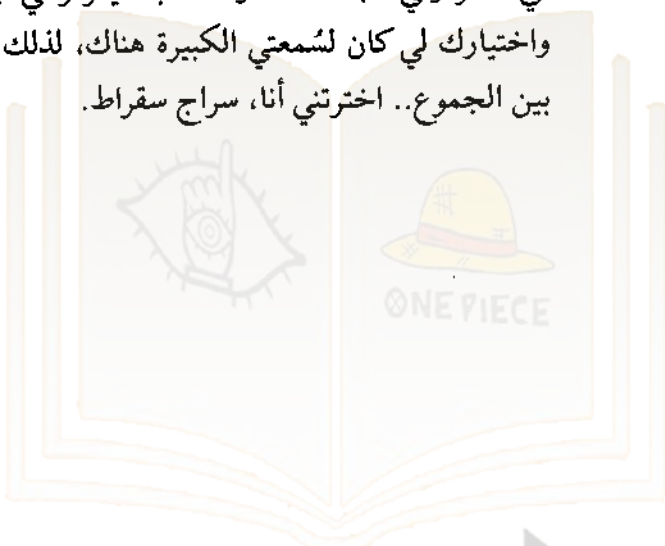 واختيارك لي كان لسُمعتي الكبيرة هناك، لذلك
بين الجموع.. اخترتني أنا، سراج سقراط.
ONE PIECE